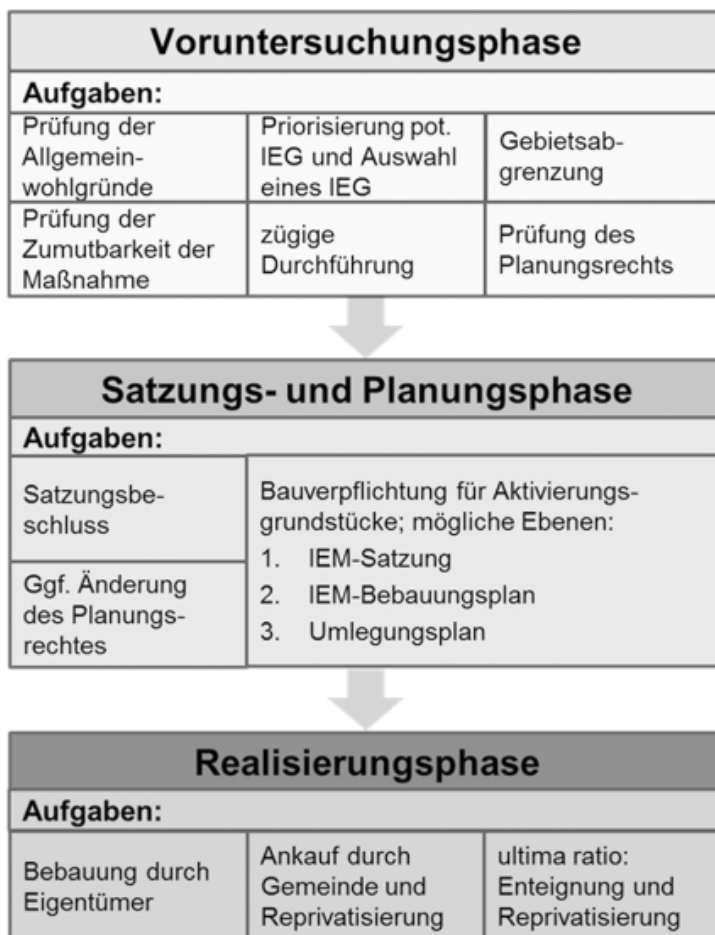 Voruntersuchungsphase
Aufgaben:
Prüfung der
Allgemein-
wohlgründe
Priorisierung pot.
IEG und Auswahl
eines IEG
Gebietsab-
grenzung
Prüfung der
Zumutbarkeit der
Maßnahme
zügige
Durchführung
Prüfung des
Planungsrechts
Satzungs- und Planungsphase
Aufgaben:
Satzungsbe-
schluss
Ggf. Änderung
des Planungs-
rechtes
Bauverpflichtung für Aktivierungs-
grundstücke; mögliche Ebenen:
1. IEM-Satzung
2. IEM-Bebauungsplan
3. Umlegungsplan
Realisierungsphase
Aufgaben:
Bebauung durch
Eigentümer
Ankauf durch
Gemeinde und
Reprivatisierung
ultima ratio:
Enteignung und
Reprivatisierung